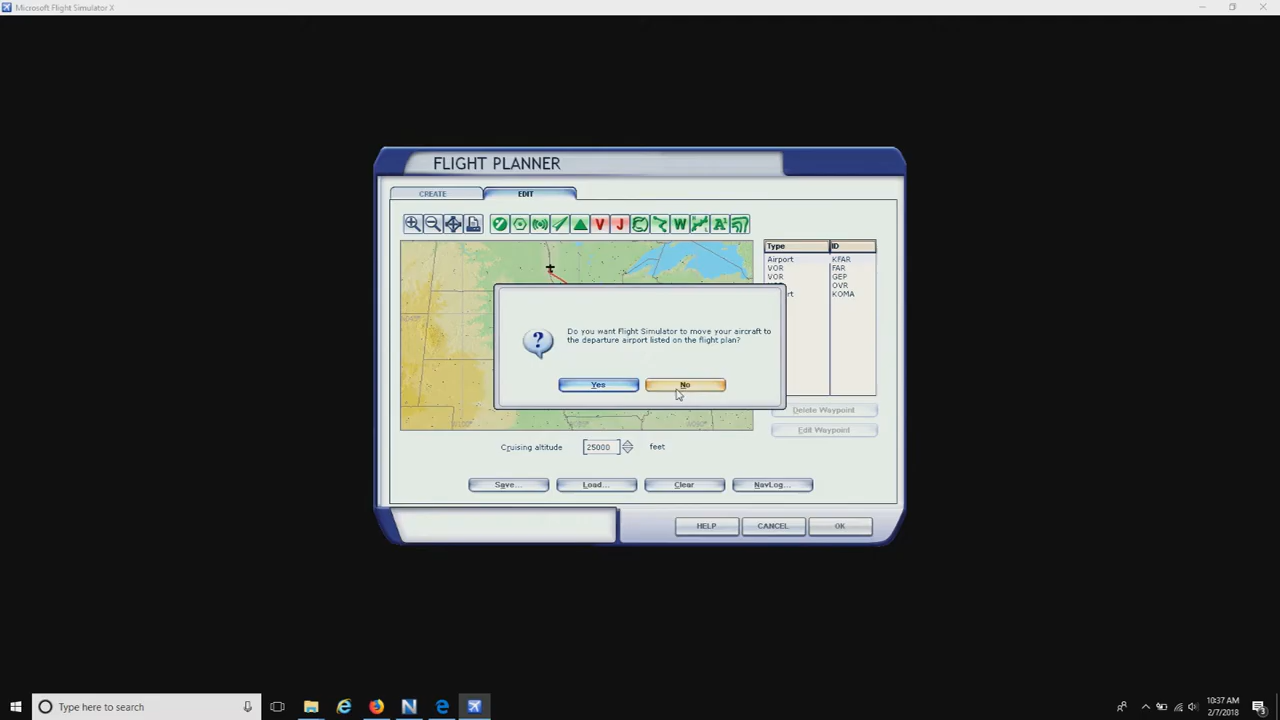 Microsoft Flight Simulator X
FLIGHT PLANNER
CREATE
EDIT
V
J
W
Type ID
Airport KFAR
VOR FAR
VOR GEP
OVR
KOMA
Do you want Flight Simulator to move your aircraft to
the departure airport listed on the flight plan?
Yes
No
Delete Waypoint
Edit Waypoint
Cruising altitude 25000 feet
Save...
Load...
Clear
NavLog...
HELP
CANCEL
OK
Type here to search
10:37 AM
2/7/2018